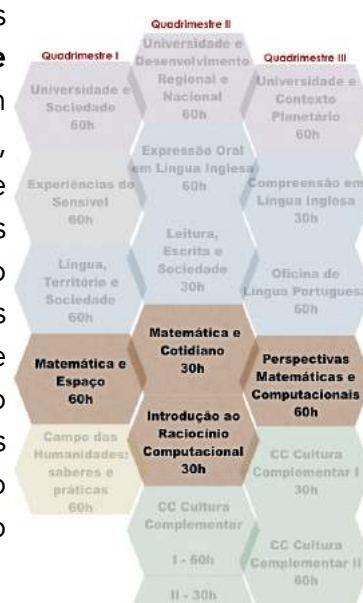 s
e
n
,
e
s
o
s
e
o
s
o
o
Quadrimestre I
Universidade e
Sociedade
60h
Experiências do
Sensível
60h
Língua,
Território e
Sociedade
60h
Matemática e
Espaço
60h
Campo das
Humanidades:
saberes e
práticas
60h
Quadrimestre II
Universidade e
Desenvolvimento
Regional e
Nacional
60h
Expressão Oral
em Língua Inglesa
60h
Leitura,
Escrita e
Sociedade
30h
Matemática e
Cotidiano
30h
Introdução ao
Raciocínio
Computacional
30h
CC Cultura
Complementar
I - 60h
II - 30h
Quadrimestre III
Universidade e
Contexto
Planetário
60h
Compreensão em
Língua Inglosa
30h
Oficina de
Língua Portuguesa
60h
Perspectivas
Matemáticas e
Computacionais
60h
CC Cultura
Complementar I
30h
CC Cultura
Complementar II
60h